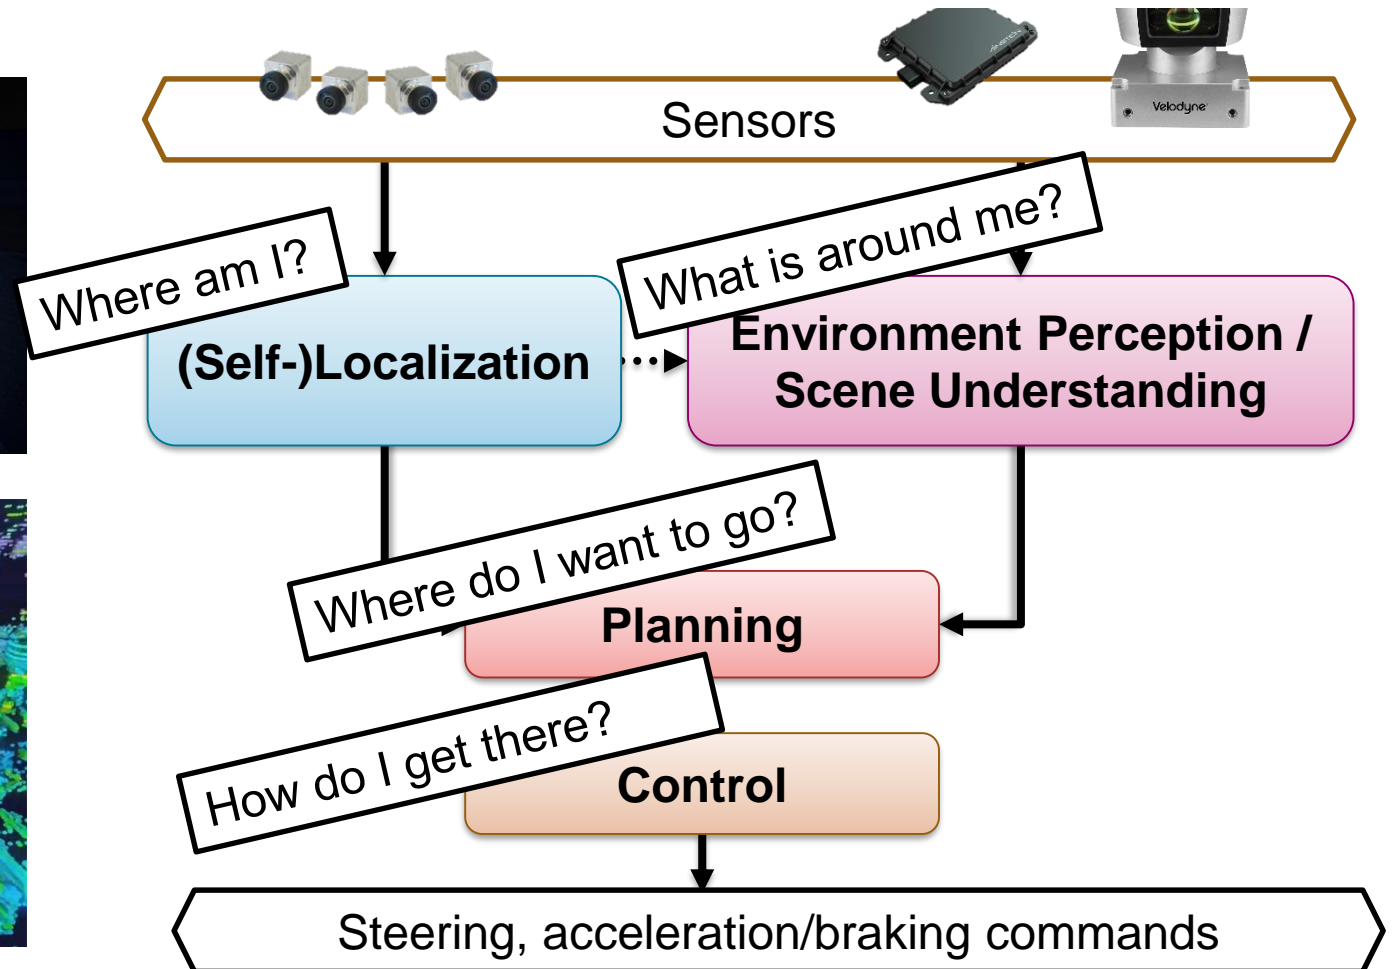 Sensors
Velodyne
Where am I?
What is around me?
(Self-)Localization
Environment Perception /
Scene Understanding
Where do I want to go?
Planning
How do I get there?
Control
Steering, acceleration/braking commands